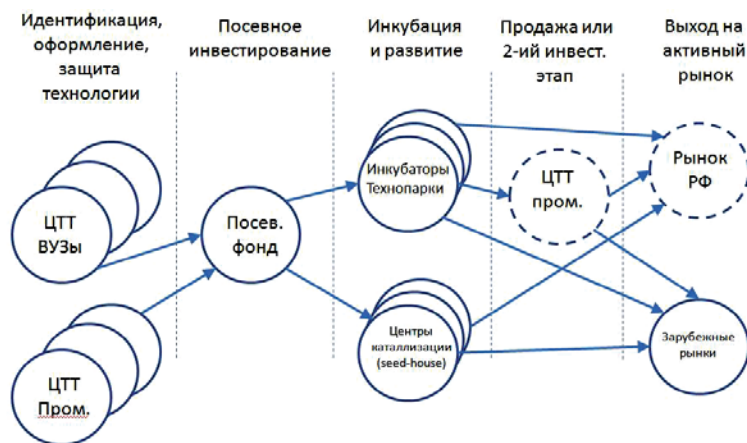 Идентификация,
оформление,
защита
технологии
Посевное
инвестирование
Инкубация
и развитие
Продажа или
2-ий инвест.
этап
Выход на
активный
рынок
ЦТТ
ВУЗы
ЦТТ
Пром.
Посев.
фонд
Инкубаторы
Технопарки
Центры
катализации
(seed-house)
ЦТТ
пром.
Рынок
РФ
Зарубежные
рынки